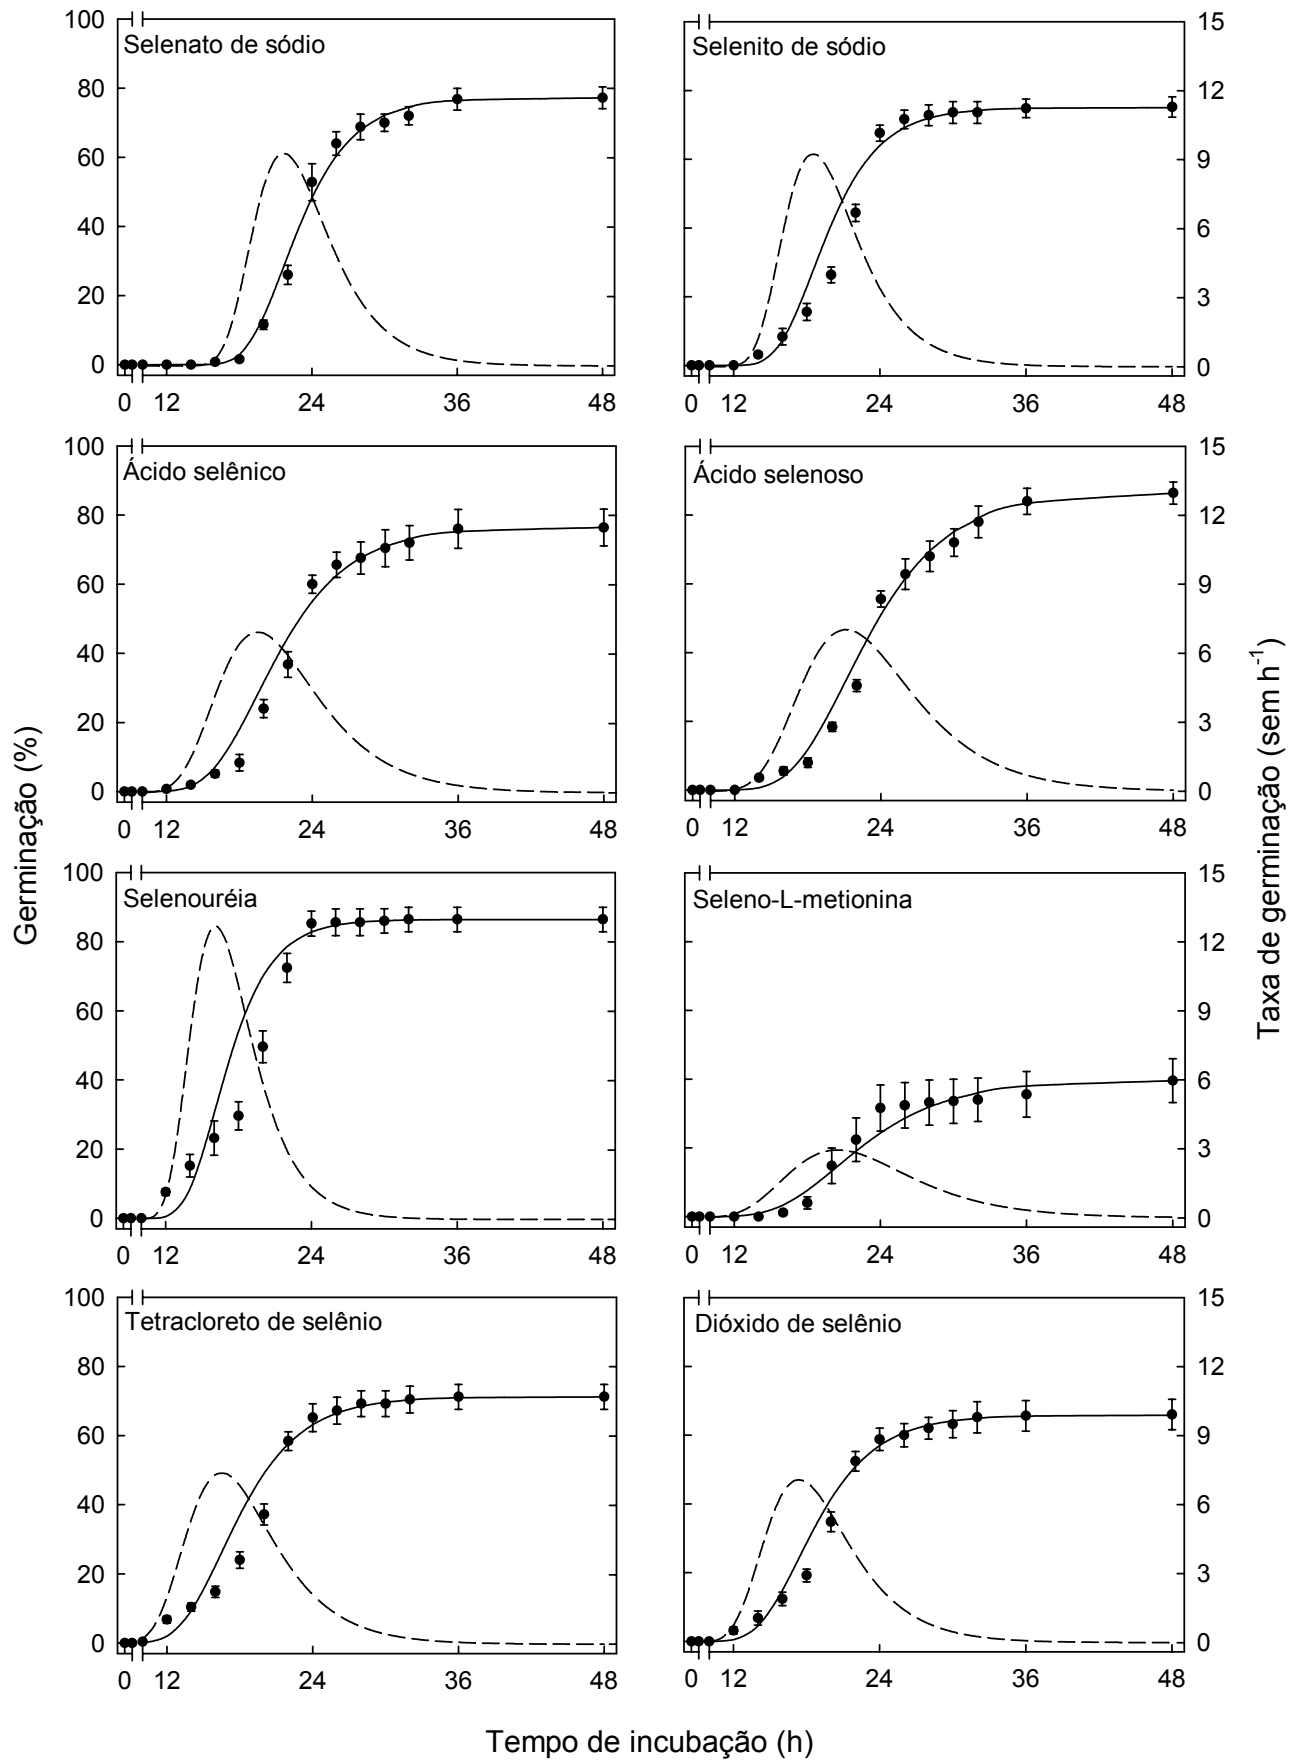 Germinação (%)
Taxa de germinação (sem h-1)
Selenato de sódio
100
80
60
40
20
0
0 12 24 36 48
Selenito de sódio
15
12
9
6
3
0
0 12 24 36 48
Ácido selênico
100
80
60
40
20
0
0 12 24 36 48
Ácido selenoso
15
12
9
6
3
0
0 12 24 36 48
Selenouréia
100
80
60
40
20
0
0 12 24 36 48
Seleno-L-metionina
15
12
9
6
3
0
0 12 24 36 48
Tetracloreto de selênio
100
80
60
40
20
0
0 12 24 36 48
Dióxido de selênio
15
12
9
6
3
0
0 12 24 36 48
Tempo de incubação (h)